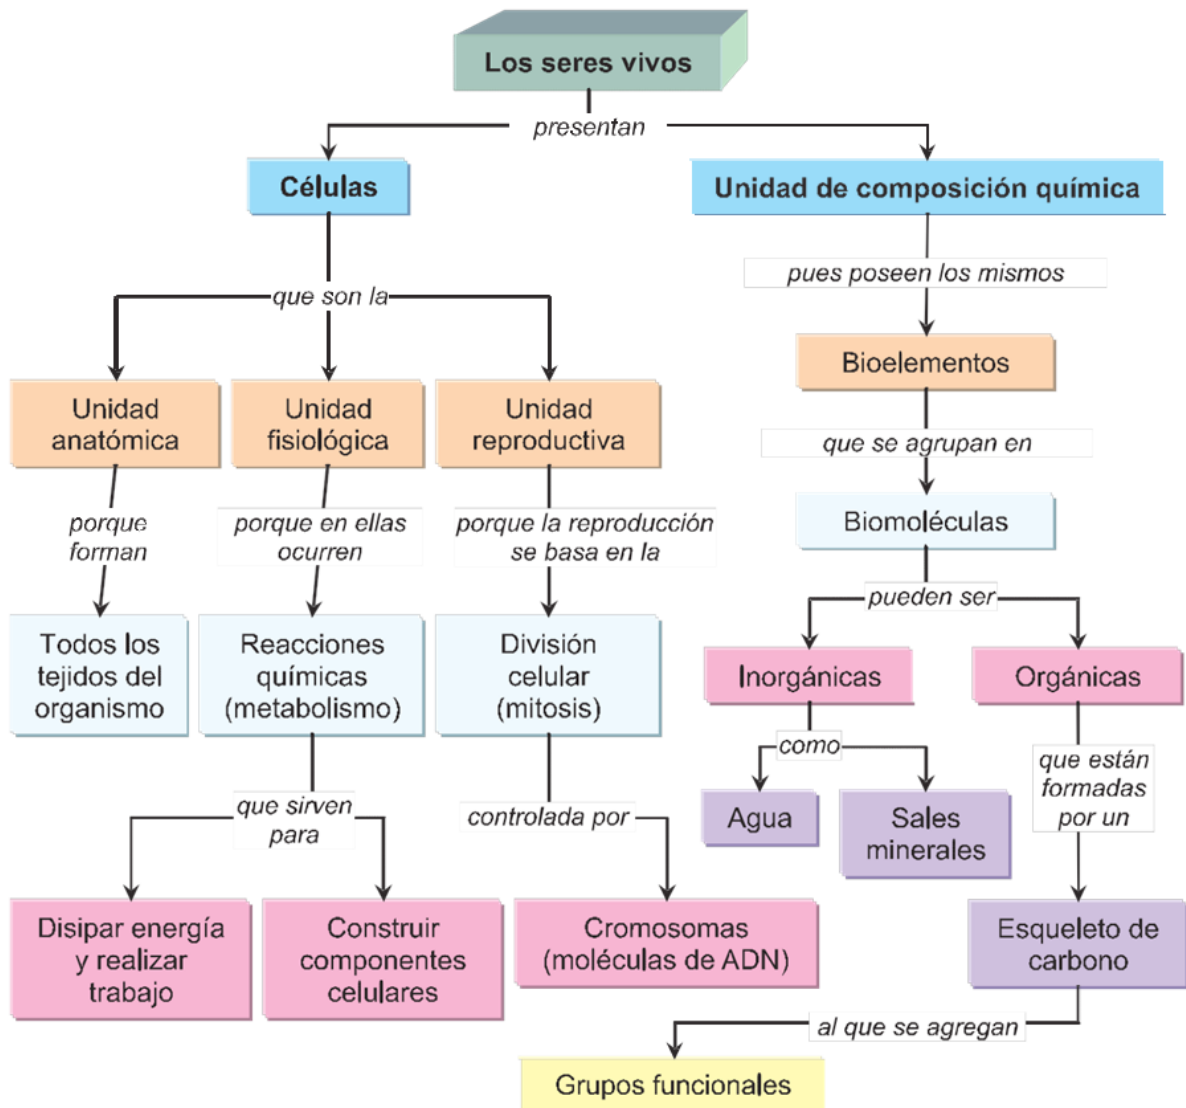 Los seres vivos
presentan
Células
Unidad de composición química
que son la
pues poseen los mismos
Unidad
anatómica
Unidad
fisiológica
Unidad
reproductiva
Bioelementos
que se agrupan en
porque
forman
porque en ellas
ocurren
porque la reproducción
se basa en la
Biomoléculas
pueden ser
Todos los
tejidos del
organismo
Reacciones
químicas
(metabolismo)
División
celular
(mitosis)
Inorgánicas
Orgánicas
como
que están
formadas
por un
Agua
Sales
minerales
que sirven
para
controlada por
Disipar energía
y realizar
trabajo
Construir
componentes
celulares
Cromosomas
(moléculas de ADN)
Esqueleto de
carbono
al que se agregan
Grupos funcionales